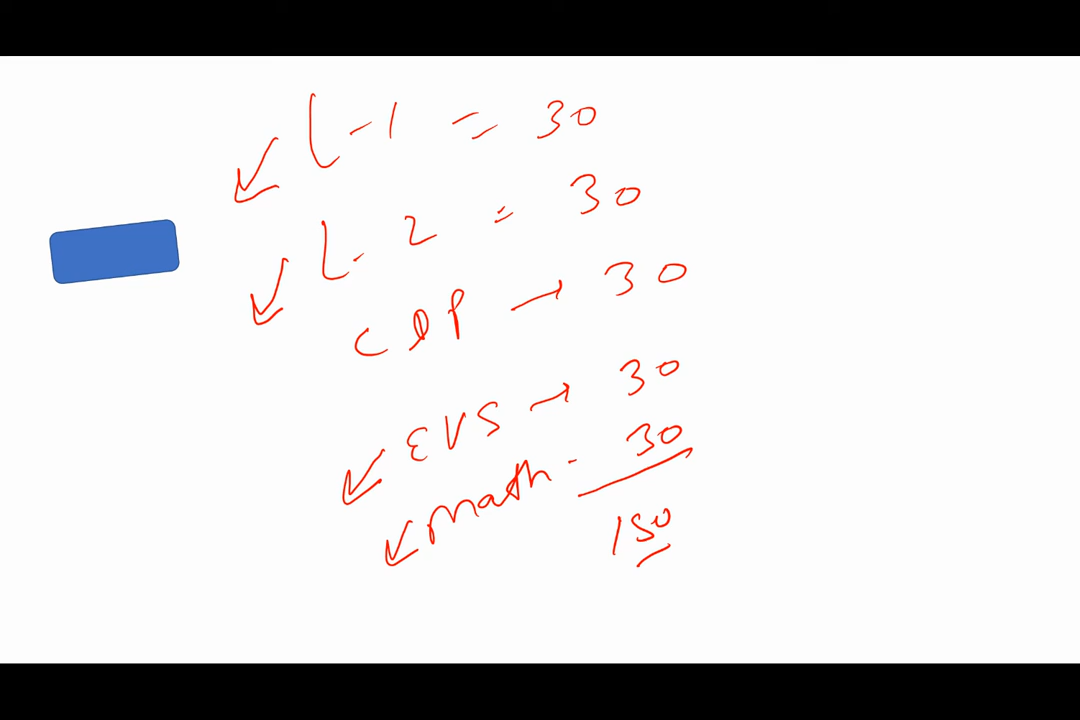 L-1 = 30
L-2 = 30
CDP → 30
EVS → 30
Math - 30
150